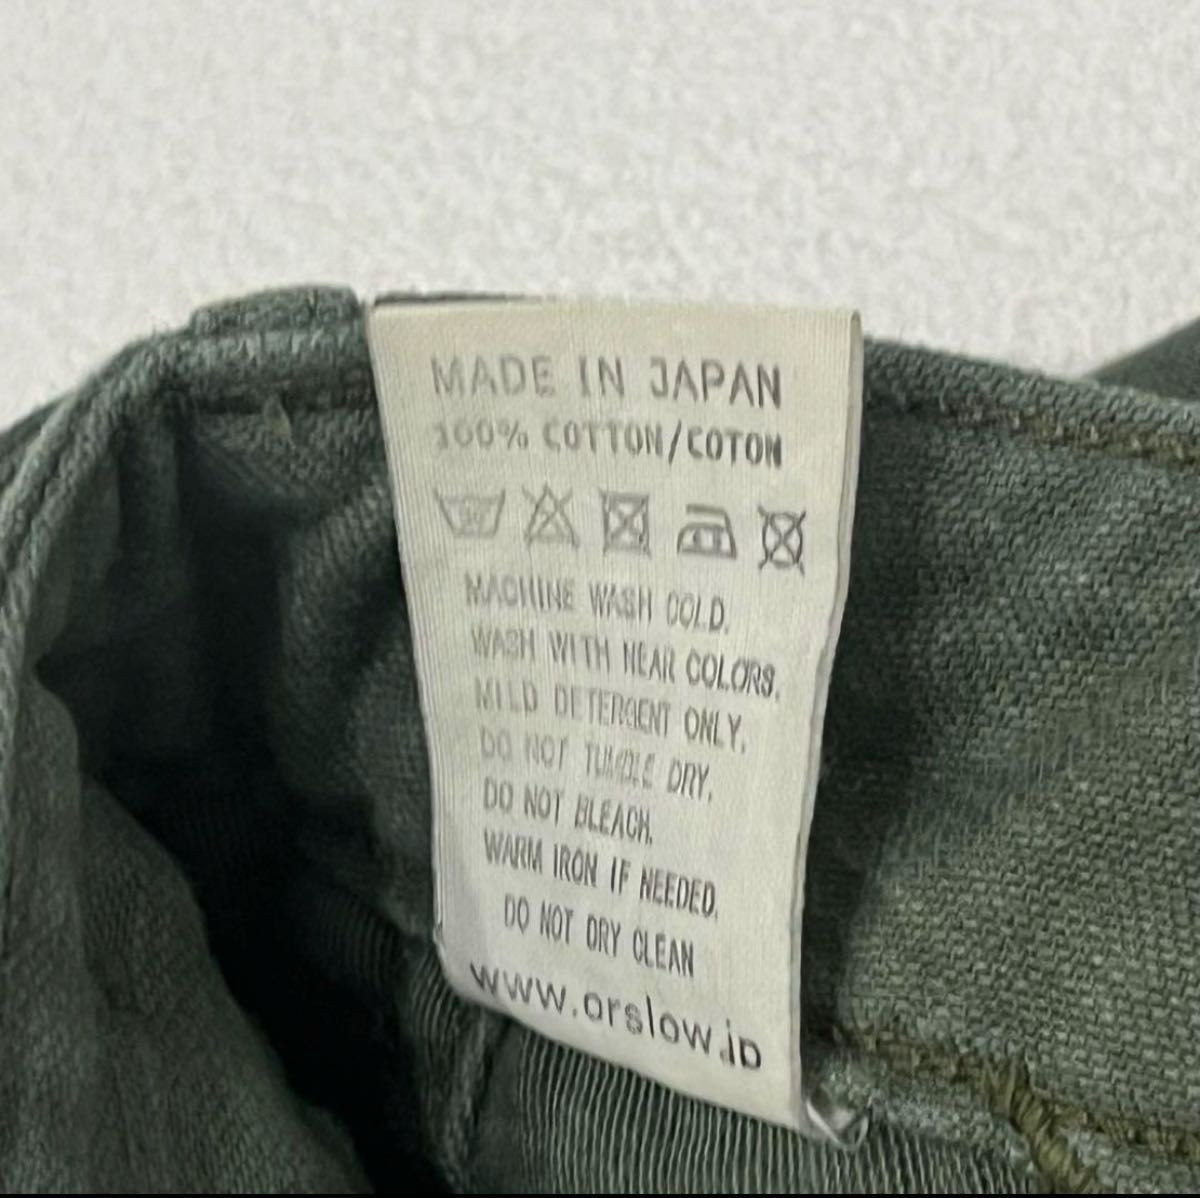 MADE IN JAPAN
100% COTTON/COTON
MACHINE WASH COLD.
WASH WITH NEAR COLORS.
MILD DETERGENT ONLY.
DO NOT TUMBLE DRY.
DO NOT BLEACH.
WARM IRON IF NEEDED.
DO NOT DRY CLEAN
www.orslow.jp